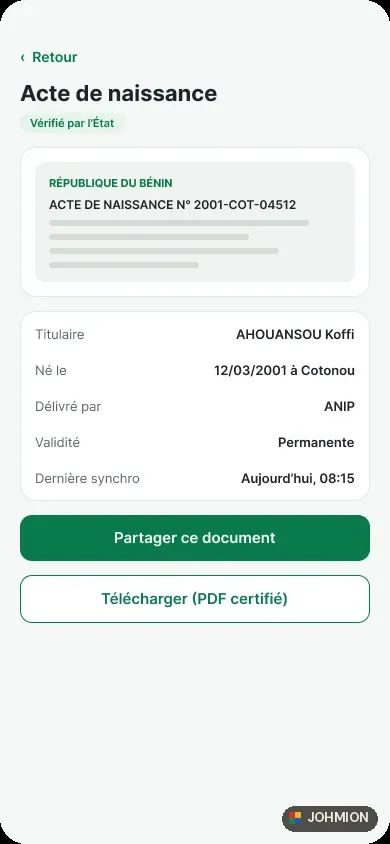 ‹ Retour
Acte de naissance
Vérifié par l'État
RÉPUBLIQUE DU BÉNIN
ACTE DE NAISSANCE N° 2001-COT-04512
Titulaire AHOUANSOU Koffi
Né le 12/03/2001 à Cotonou
Délivré par ANIP
Validité Permanente
Dernière synchro Aujourd'hui, 08:15
Partager ce document
Télécharger (PDF certifié)
JOHMION